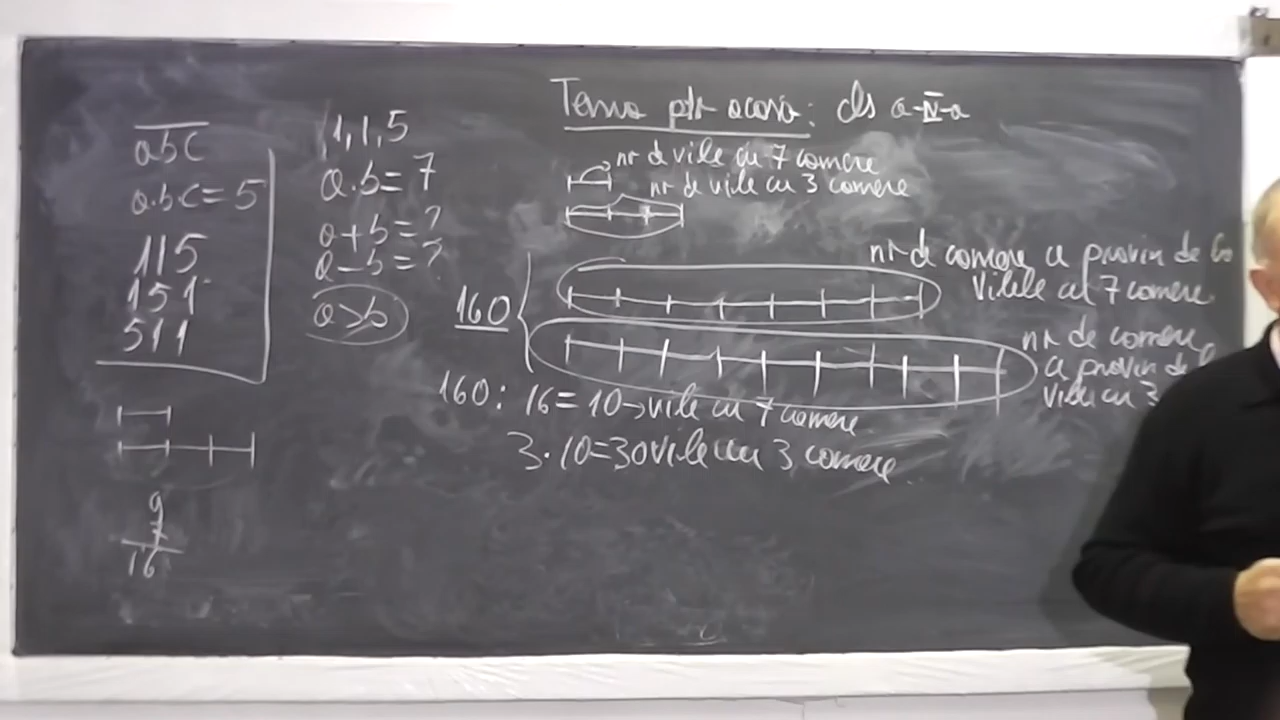 abc
a·b·c=5
115
151
511
1,1,5
a·b=7
a+b=?
a-b=?
a>b
9
7
16
Tema ptr acasă: cls a-IV-a
nr de vile cu 7 camere
nr de vile cu 3 camere
160
nr de camere ce provin de la
vilele cu 7 camere
nr de camere
ce provin de
vile cu 3
160:16=10→vile cu 7 camere
3·10=30 vile cu 3 camere